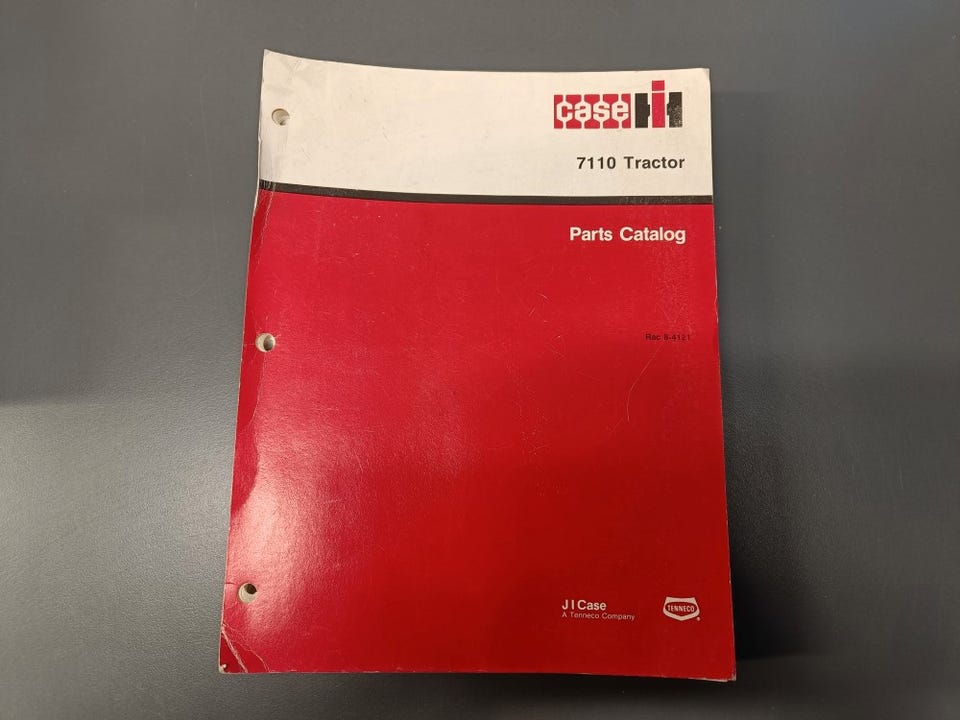 case IH
7110 Tractor
Parts Catalog
Rac 8-4121
J I Case
A Tenneco Company
TENNECO
®